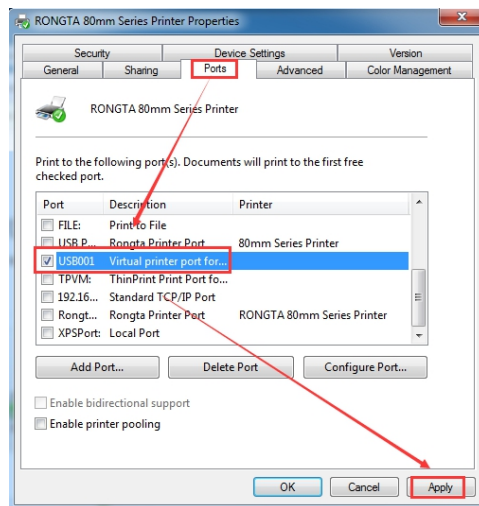 RONGTA 80mm Series Printer Properties
Security Device Settings Version
General Sharing Ports Advanced Color Management
RONGTA 80mm Series Printer
Print to the following port(s). Documents will print to the first free
checked port.
Port Description Printer
FILE: Print to File
USB P... Rongta Printer Port 80mm Series Printer
USB001 Virtual printer port for...
TPVM: ThinPrint Print Port fo...
192.16... Standard TCP/IP Port
Rongt... Rongta Printer Port RONGTA 80mm Series Printer
XPSPort: Local Port
Add Port... Delete Port Configure Port...
Enable bidirectional support
Enable printer pooling
OK Cancel Apply